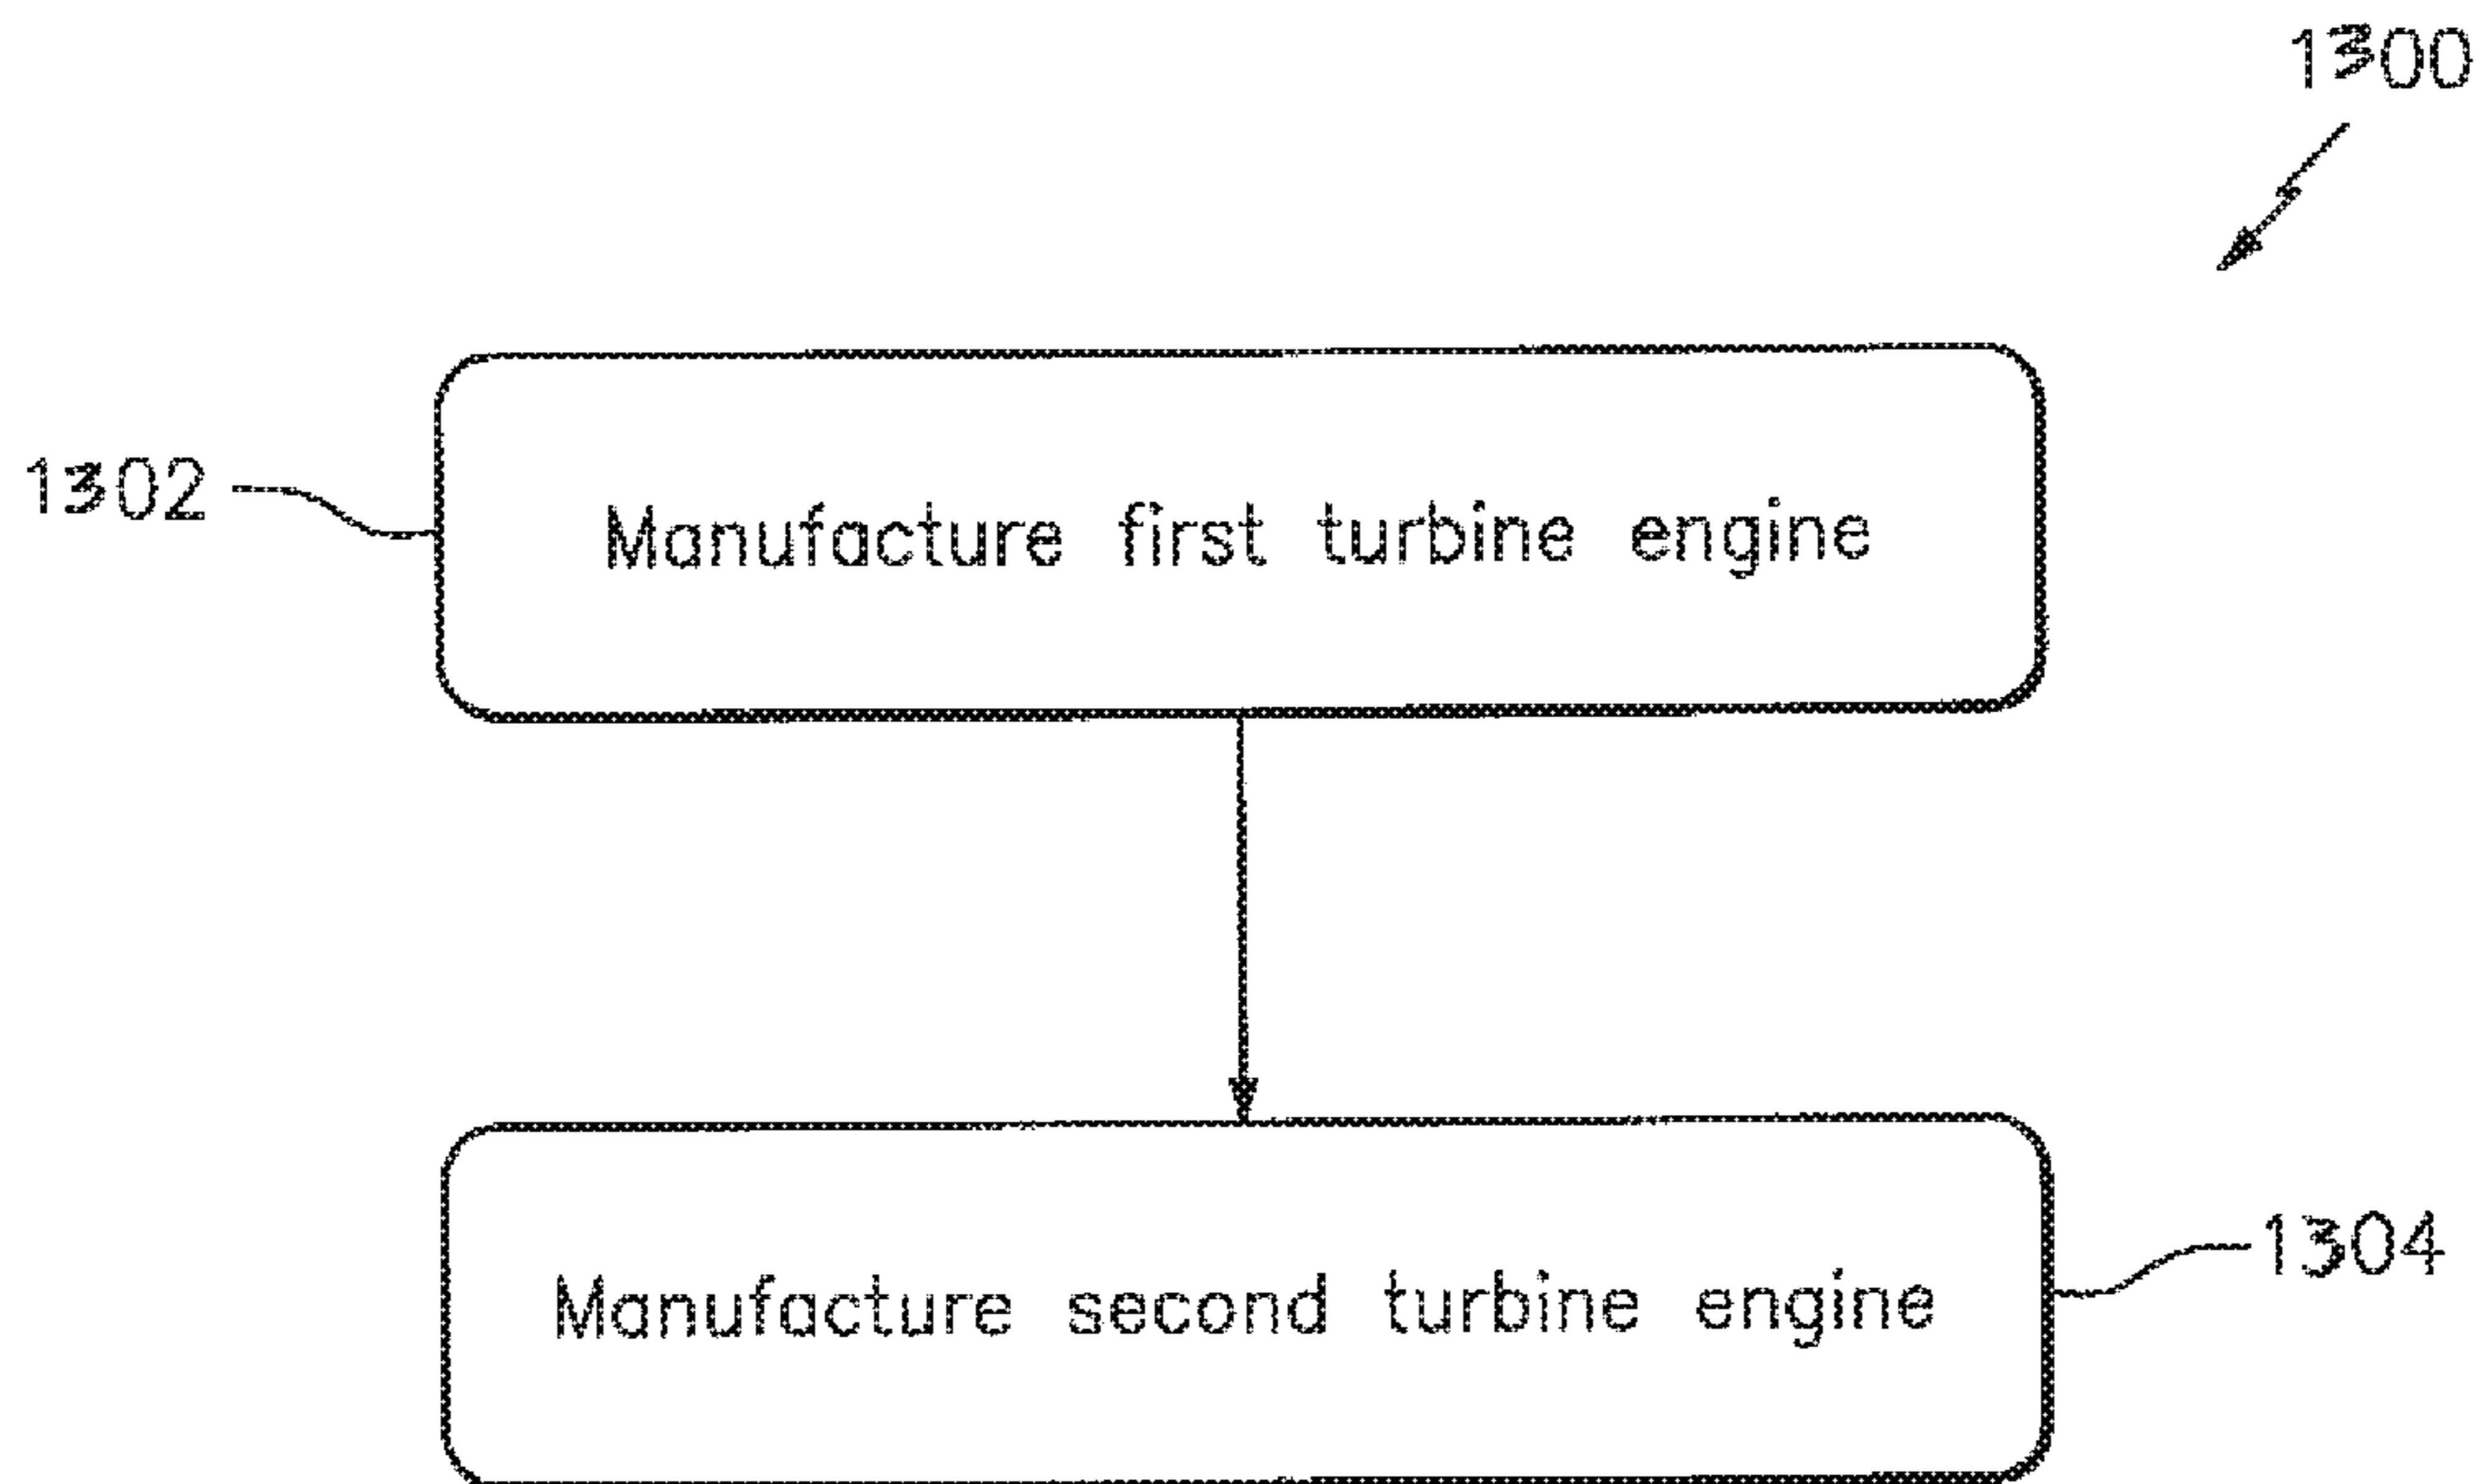 1300
1302
Manufacture first turbine engine
Manufacture second turbine engine
1304